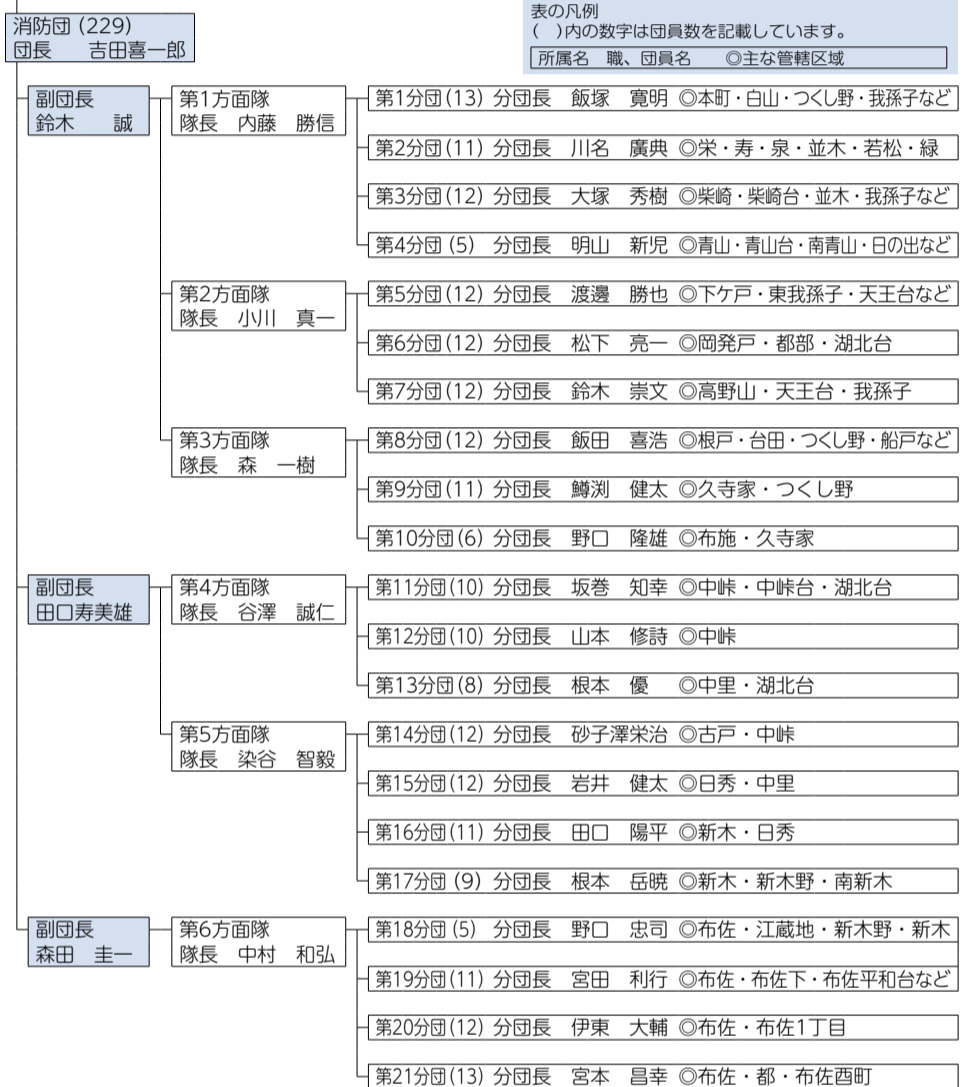 消防団 (229)
団長　吉田喜一郎
表の凡例
(　)内の数字は団員数を記載しています。
所属名　職、団員名　◎主な管轄区域
副団長
鈴木　誠
第1方面隊
隊長　内藤　勝信
第1分団(13) 分団長　飯塚　寛明 ◎本町・白山・つくし野・我孫子など
第2分団(11) 分団長　川名　廣典 ◎栄・寿・泉・並木・若松・緑
第3分団(12) 分団長　大塚　秀樹 ◎柴崎・柴崎台・並木・我孫子など
第4分団(5) 分団長　明山　新児 ◎青山・青山台・南青山・日の出など
第2方面隊
隊長　小川　真一
第5分団(12) 分団長　渡邊　勝也 ◎下ケ戸・東我孫子・天王台など
第6分団(12) 分団長　松下　亮一 ◎岡発戸・都部・湖北台
第7分団(12) 分団長　鈴木　崇文 ◎高野山・天王台・我孫子
第3方面隊
隊長　森　一樹
第8分団(12) 分団長　飯田　喜浩 ◎根戸・台田・つくし野・船戸など
第9分団(11) 分団長　鱒渕　健太 ◎久寺家・つくし野
第10分団(6) 分団長　野口　隆雄 ◎布施・久寺家
副団長
田口寿美雄
第4方面隊
隊長　谷澤　誠仁
第11分団(10) 分団長　坂巻　知幸 ◎中峠・中峠台・湖北台
第12分団(10) 分団長　山本　修詩 ◎中峠
第13分団(8) 分団長　根本　優　◎中里・湖北台
第5方面隊
隊長　染谷　智毅
第14分団(12) 分団長　砂子澤栄治 ◎古戸・中峠
第15分団(12) 分団長　岩井　健太 ◎日秀・中里
第16分団(11) 分団長　田口　陽平 ◎新木・日秀
第17分団(9) 分団長　根本　岳暁 ◎新木・新木野・南新木
副団長
森田　圭一
第6方面隊
隊長　中村　和弘
第18分団(5) 分団長　野口　忠司 ◎布佐・江蔵地・新木野・新木
第19分団(11) 分団長　宮田　利行 ◎布佐・布佐下・布佐平和台など
第20分団(12) 分団長　伊東　大輔 ◎布佐・布佐1丁目
第21分団(13) 分団長　宮本　昌幸 ◎布佐・都・布佐酉町